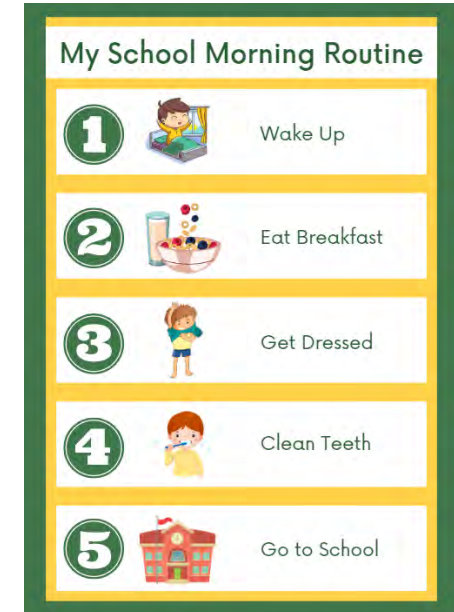 My School Morning Routine
1
Wake Up
2
Eat Breakfast
3
Get Dressed
4
Clean Teeth
5
Go to School